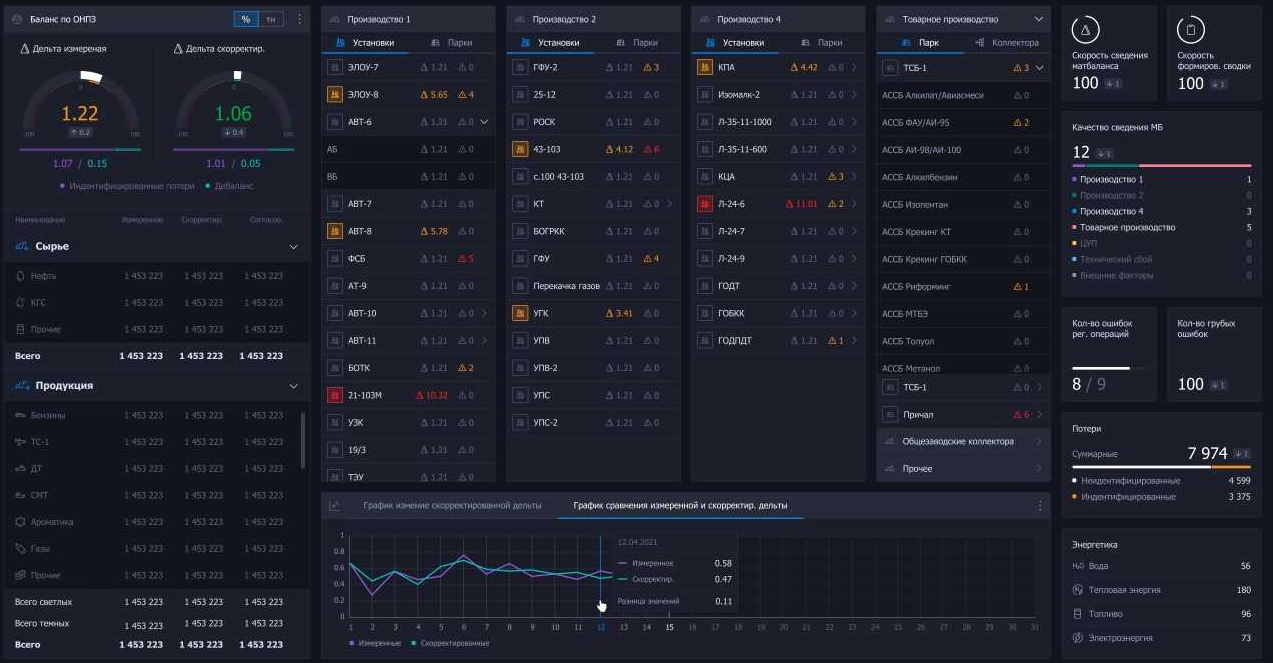 Баланс по ОНПЗ
%
тн
Дельта измереная
Дельта скорректир.
0
0
1.22
1.06
-100
↑ 0.2
100
-100
↓ 0.4
100
1.07 / 0.15
1.01 / 0.05
Индентифицированные потери
Дебаланс
Наименование Измеренное Скорректир. Согласов.
Сырье
Нефть 1 453 223 1 453 223 1 453 223
КГС 1 453 223 1 453 223 1 453 223
Прочие 1 453 223 1 453 223 1 453 223
Всего 1 453 223 1 453 223 1 453 223
Продукция
Бензины 1 453 223 1 453 223 1 453 223
ТС-1 1 453 223 1 453 223 1 453 223
ДТ 1 453 223 1 453 223 1 453 223
СМТ 1 453 223 1 453 223 1 453 223
Ароматика 1 453 223 1 453 223 1 453 223
Газы 1 453 223 1 453 223 1 453 223
Прочие 1 453 223 1 453 223 1 453 223
Всего светлых 1 453 223 1 453 223 1 453 223
Всего темных 1 453 223 1 453 223 1 453 223
Всего 1 453 223 1 453 223 1 453 223
Производство 1
Установки Парки
ЭЛОУ-7 1.21 0
ЭЛОУ-8 5.65 4
АВТ-6 1.21 0
АБ 1.21 0
ВБ 1.21 0
АВТ-7 1.21 0
АВТ-8 5.78 0
ФСБ 1.21 5
АТ-9 1.21 0
АВТ-10 1.21 0
АВТ-11 1.21 0
БОТК 1.21 2
21-103М 10.32 0
УЗК 1.21 0
19/3 1.21 0
ТЭУ 1.21 0
Производство 2
Установки Парки
ГФУ-2 1.21 3
25-12 1.21 0
РОСК 1.21 0
43-103 4.12 6
с.100 43-103 1.21 0
КТ 1.21 0
БОГРКК 1.21 0
ГФУ 1.21 4
Перекачка газов 1.21 0
УГК 3.41 0
УПВ 1.21 0
УПВ-2 1.21 0
УПС 1.21 0
УПС-2 1.21 0
Производство 4
Установки Парки
КПА 4.42 0
Изомалк-2 1.21 0
Л-35-11-1000 1.21 0
Л-35-11-600 1.21 0
КЦА 1.21 3
Л-24-6 11.01 2
Л-24-7 1.21 0
Л-24-9 1.21 0
ГОДТ 1.21 0
ГОБКК 1.21 0
ГОДПДТ 1.21 1
Товарное производство
Парк Коллектора
ТСБ-1 3
АССБ Алкилат/Авиасмеси 0
АССБ ФАУ/АИ-95 2
АССБ АИ-98/АИ-100 0
АССБ Алкилбензин 0
АССБ Изопентан 0
АССБ Крекинг КТ 0
АССБ Крекинг ГОБКК 0
АССБ Риформинг 1
АССБ МТБЭ 0
АССБ Толуол 0
АССБ Метанол 0
ТСБ-1 0
Причал 6
Общезаводские коллектора
Прочее
График измение скорректированной дельты
График сравнения измеренной и скорректир. дельты
1
0.8
0.6
0.4
0.2
0
1 2 3 4 5 6 7 8 9 10 11 12 13 14 15 16 17 18 19 20 21 22 23 24 25 26 27 28 29 30 31
12.04.2021
Измеренное 0.58
Скорректир. 0.47
Разница значений 0.11
Измеренные
Скорректированные
Скорость сведения
матбаланса
100 ↓ 1
Скорость
формиров. сводки
100 ↓ 1
Качество сведения МБ
12 ↓ 1
Производство 1 1
Производство 2 0
Производство 4 3
Товарное производство 5
ЦУП 0
Технический сбой 0
Внешние факторы 0
Кол-во ошибок
рег. операций
8 / 9
Кол-во грубых
ошибок
100 ↓ 1
Потери
Суммарные 7 974 ↓ 1
Неидентифицированные 4 599
Индентифицированные 3 375
Энергетика
H₂O Вода 56
Тепловая энергия 180
Топливо 96
Электроэнергия 73